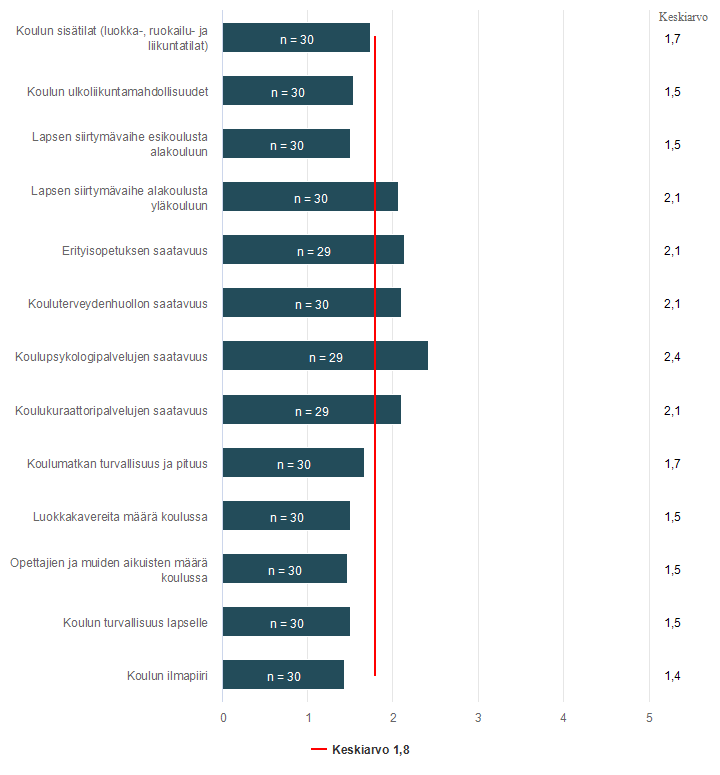 Keskiarvo
Koulun sisätilat (luokka-, ruokailu- ja
liikuntatilat)
n = 30
1,7
Koulun ulkoliikuntamahdollisuudet
n = 30
1,5
Lapsen siirtymävaihe esikoulusta
alakouluun
n = 30
1,5
Lapsen siirtymävaihe alakoulusta
yläkouluun
n = 30
2,1
Erityisopetuksen saatavuus
n = 29
2,1
Kouluterveydenhuollon saatavuus
n = 30
2,1
Koulupsykologipalvelujen saatavuus
n = 29
2,4
Koulukuraattoripalvelujen saatavuus
n = 29
2,1
Koulumatkan turvallisuus ja pituus
n = 30
1,7
Luokkakavereita määrä koulussa
n = 30
1,5
Opettajien ja muiden aikuisten määrä
koulussa
n = 30
1,5
Koulun turvallisuus lapselle
n = 30
1,5
Koulun ilmapiiri
n = 30
1,4
0 1 2 3 4 5
Keskiarvo 1,8